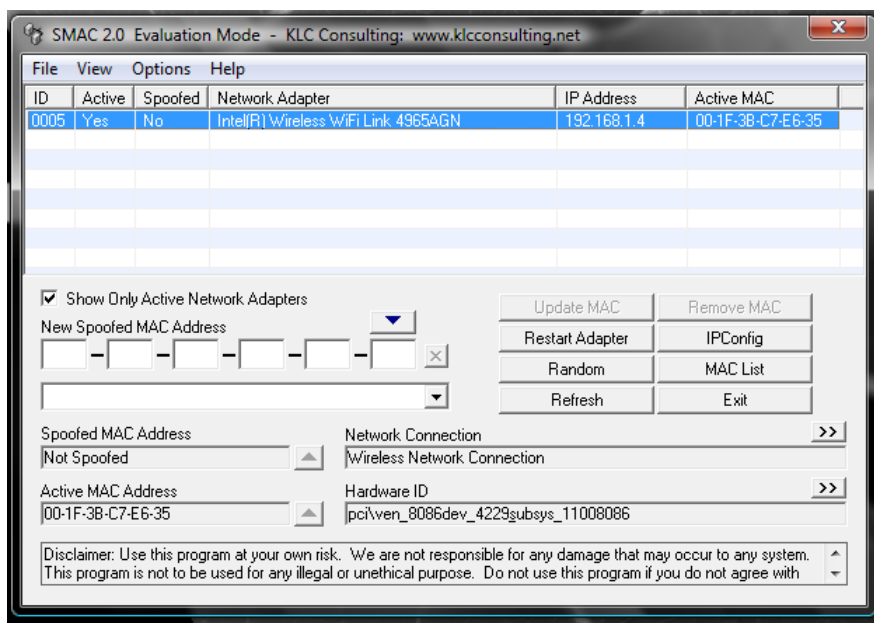 SMAC 2.0 Evaluation Mode - KLC Consulting: www.klcconsulting.net
File View Options Help
ID Active Spoofed Network Adapter IP Address Active MAC
0005 Yes No Intel(R) Wireless WiFi Link 4965AGN 192.168.1.4 00-1F-3B-C7-E6-35
Show Only Active Network Adapters
New Spoofed MAC Address
Update MAC Remove MAC
Restart Adapter IPConfig
Random MAC List
Refresh Exit
Spoofed MAC Address
Not Spoofed
Network Connection >>
Wireless Network Connection
Active MAC Address
00-1F-3B-C7-E6-35
Hardware ID >>
pci\ven_8086dev_4229subsys_11008086
Disclaimer: Use this program at your own risk. We are not responsible for any damage that may occur to any system.
This program is not to be used for any illegal or unethical purpose. Do not use this program if you do not agree with